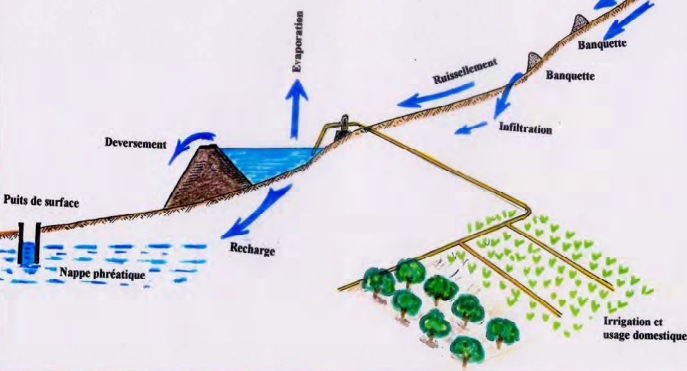 Evaporation
Banquette
Banquette
Ruissellement
Infiltration
Deversement
Puits de surface
Recharge
Nappe phréatique
Irrigation et
usage domestique